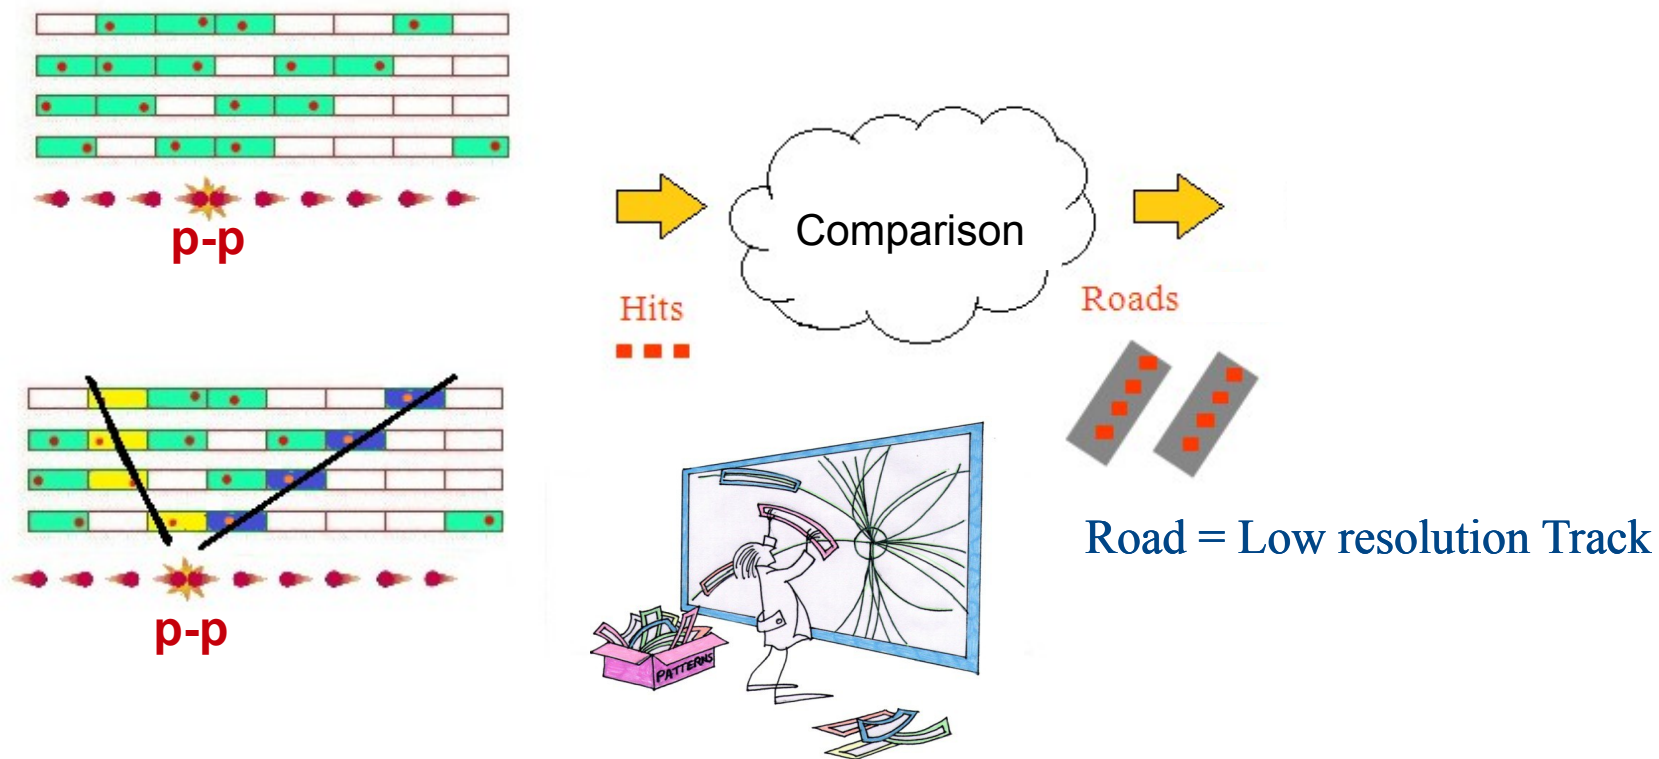 p-p
Comparison
Hits
Roads
Road = Low resolution Track
PATTERNS
p-p